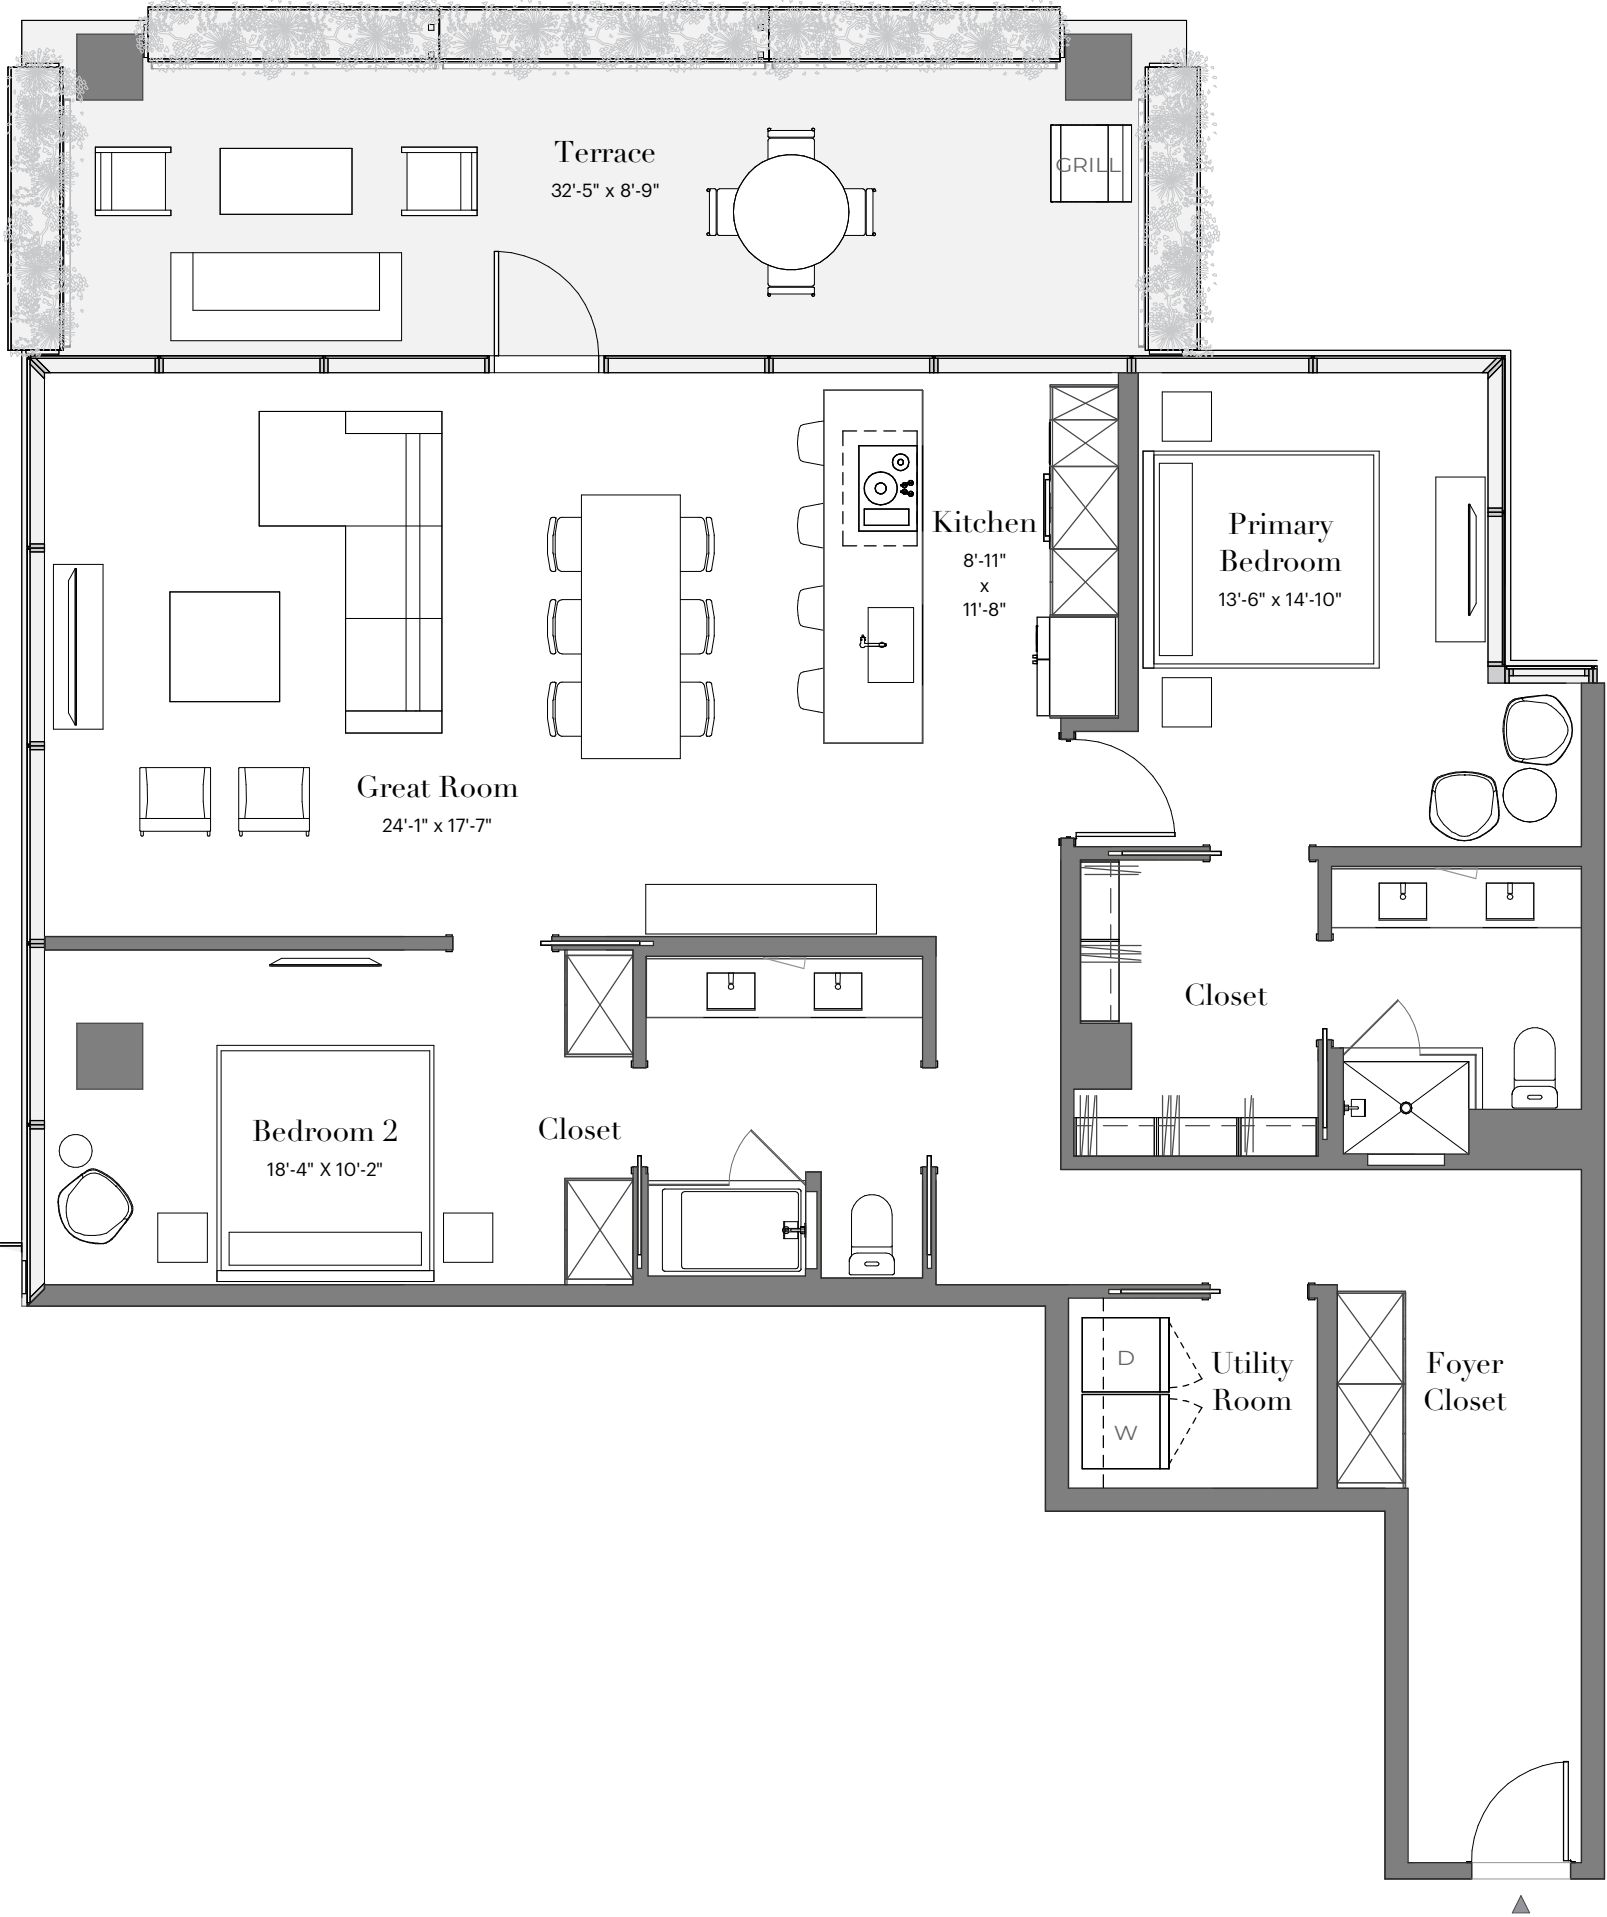 Terrace
32'-5" x 8'-9"
GRILL
Kitchen
8'-11"
x
11'-8"
Primary
Bedroom
13'-6" x 14'-10"
Great Room
24'-1" x 17'-7"
Closet
Bedroom 2
18'-4" X 10'-2"
Closet
D
W
Utility
Room
Foyer
Closet